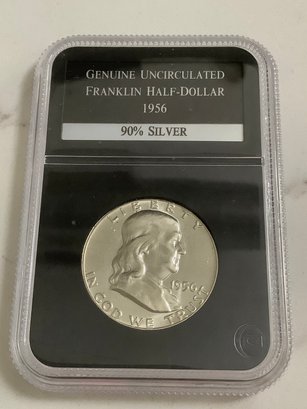 GENUINE UNCIRCULATED
FRANKLIN HALF-DOLLAR
1956
90% SILVER
LIBERTY
1956
IN GOD WE TRUST